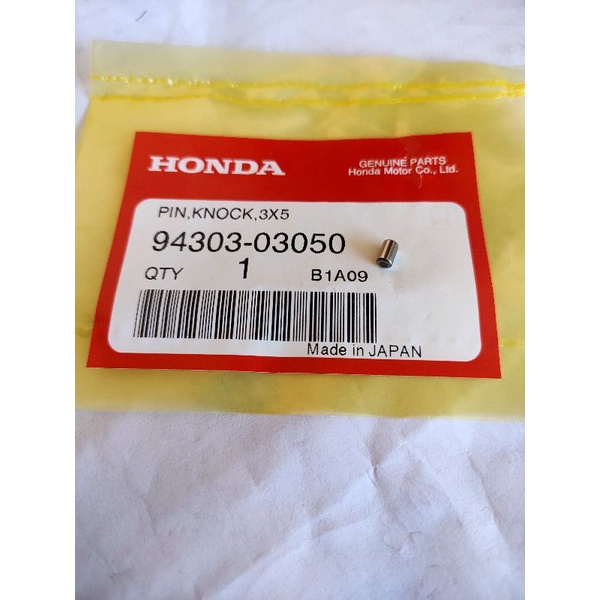 HONDA
GENUINE PARTS
Honda Motor Co., Ltd.
PIN,KNOCK,3X5
94303-03050
QTY 1 B1A09
Made in JAPAN